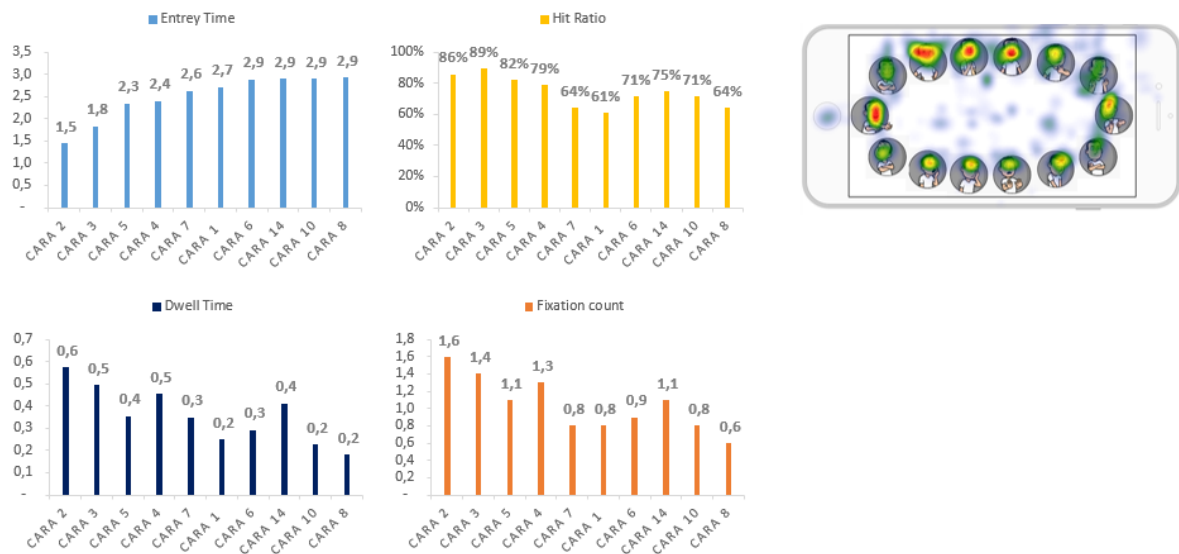 Entrey Time
3,5
3,0
2,5
2,0
1,5
1,0
0,5
-
1,5
1,8
2,3
2,4
2,6
2,7
2,9
2,9
2,9
2,9
CARA 2
CARA 3
CARA 5
CARA 4
CARA 7
CARA 1
CARA 6
CARA 14
CARA 10
CARA 8
Hit Ratio
100%
80%
60%
40%
20%
0%
86%
89%
82%
79%
64%
61%
71%
75%
71%
64%
CARA 2
CARA 3
CARA 5
CARA 4
CARA 7
CARA 1
CARA 6
CARA 14
CARA 10
CARA 8
Dwell Time
0,7
0,6
0,5
0,4
0,3
0,2
0,1
-
0,6
0,5
0,4
0,5
0,3
0,2
0,3
0,4
0,2
0,2
CARA 2
CARA 3
CARA 5
CARA 4
CARA 7
CARA 1
CARA 6
CARA 14
CARA 10
CARA 8
Fixation count
1,8
1,6
1,4
1,2
1,0
0,8
0,6
0,4
0,2
-
1,6
1,4
1,1
1,3
0,8
0,8
0,9
1,1
0,8
0,6
CARA 2
CARA 3
CARA 5
CARA 4
CARA 7
CARA 1
CARA 6
CARA 14
CARA 10
CARA 8